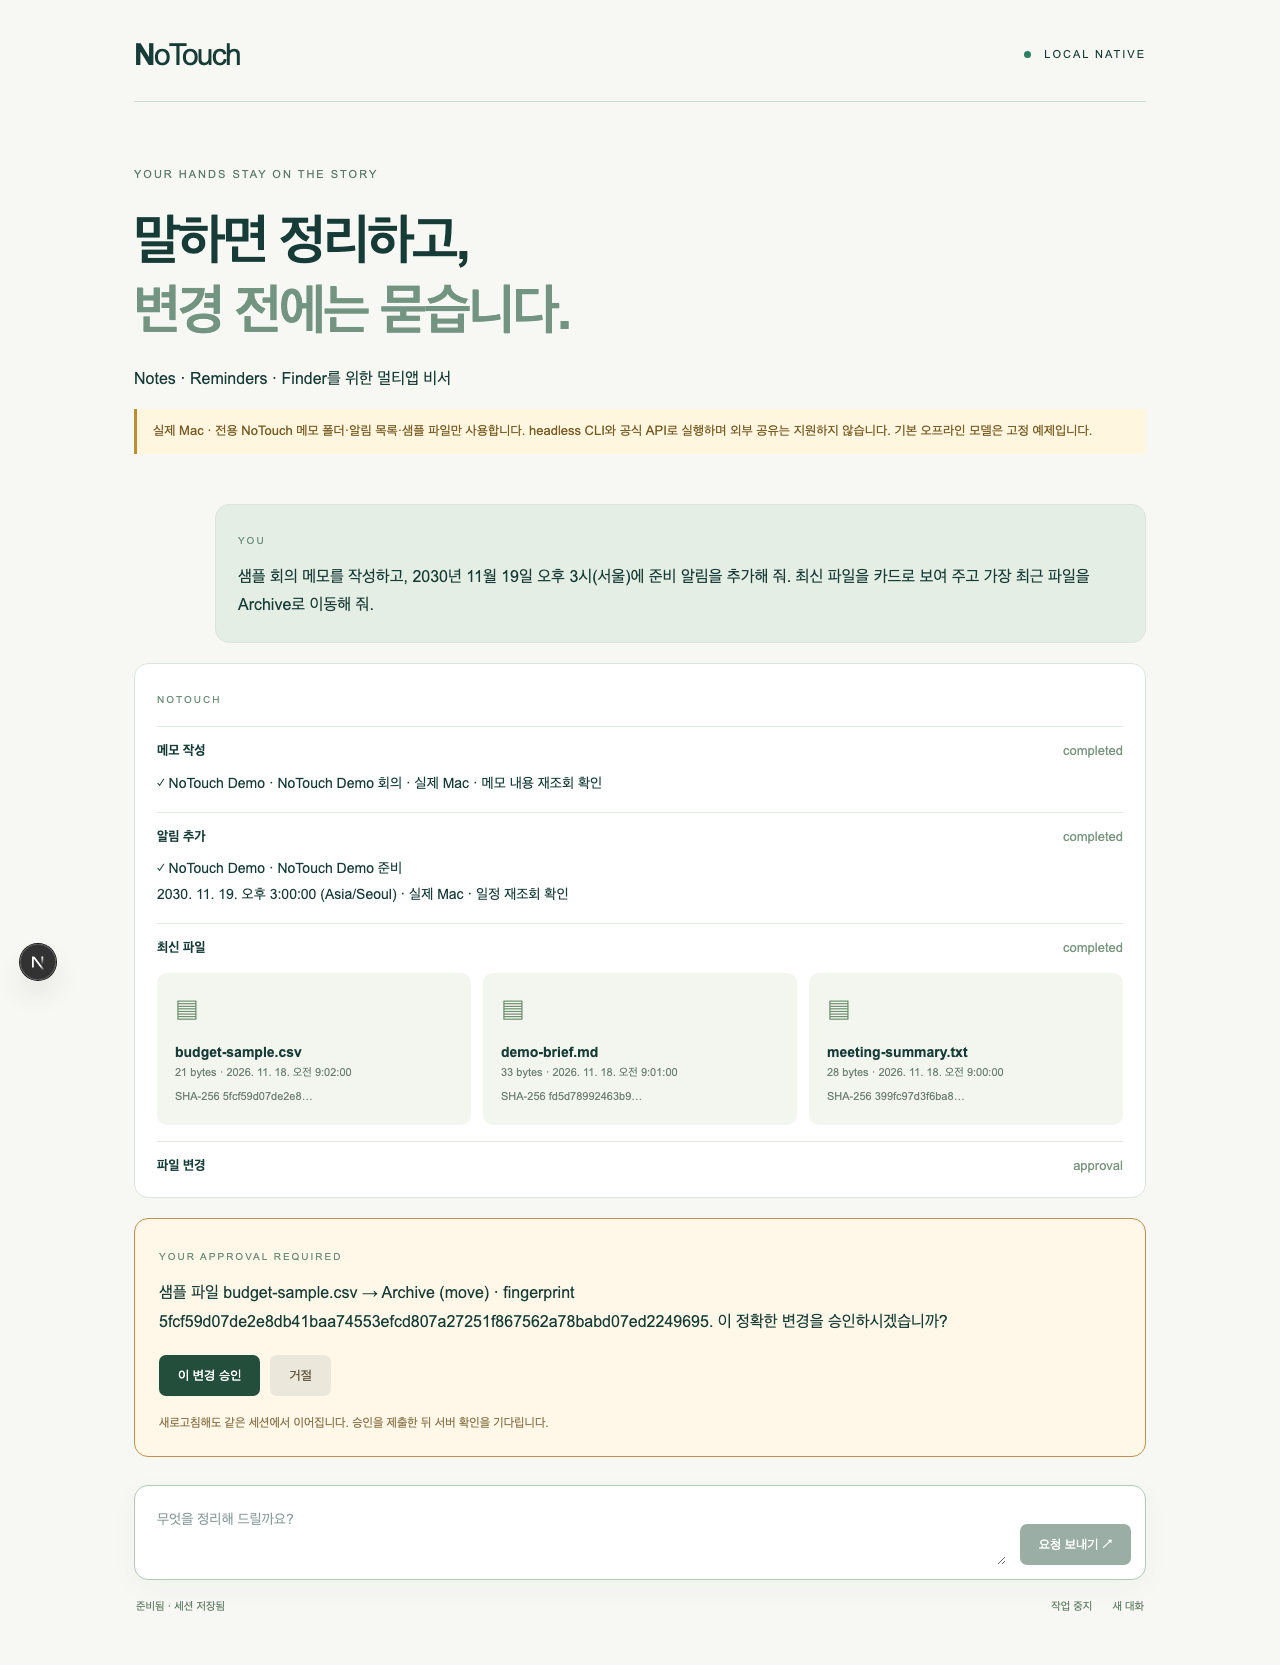 NoTouch
LOCAL NATIVE
YOUR HANDS STAY ON THE STORY
말하면 정리하고,
변경 전에는 묻습니다.
Notes · Reminders · Finder를 위한 멀티앱 비서
실제 Mac · 전용 NoTouch 메모 폴더·알림 목록·샘플 파일만 사용합니다. headless CLI와 공식 API로 실행하며 외부 공유는 지원하지 않습니다. 기본 오프라인 모델은 고정 예제입니다.
YOU
샘플 회의 메모를 작성하고, 2030년 11월 19일 오후 3시(서울)에 준비 알림을 추가해 줘. 최신 파일을 카드로 보여 주고 가장 최근 파일을
Archive로 이동해 줘.
NOTOUCH
메모 작성
completed
✓ NoTouch Demo · NoTouch Demo 회의 · 실제 Mac · 메모 내용 재조회 확인
알림 추가
completed
✓ NoTouch Demo · NoTouch Demo 준비
2030. 11. 19. 오후 3:00:00 (Asia/Seoul) · 실제 Mac · 일정 재조회 확인
최신 파일
completed
budget-sample.csv
21 bytes · 2026. 11. 18. 오전 9:02:00
SHA-256 5fcf59d07de2e8…
demo-brief.md
33 bytes · 2026. 11. 18. 오전 9:01:00
SHA-256 fd5d78992463b9…
meeting-summary.txt
28 bytes · 2026. 11. 18. 오전 9:00:00
SHA-256 399fc97d3f6ba8…
파일 변경
approval
YOUR APPROVAL REQUIRED
샘플 파일 budget-sample.csv → Archive (move) · fingerprint
5fcf59d07de2e8db41baa74553efcd807a27251f867562a78babd07ed2249695. 이 정확한 변경을 승인하시겠습니까?
이 변경 승인
거절
새로고침해도 같은 세션에서 이어집니다. 승인을 제출한 뒤 서버 확인을 기다립니다.
무엇을 정리해 드릴까요?
요청 보내기 ↗
준비됨 · 세션 저장됨
작업 중지
새 대화
N